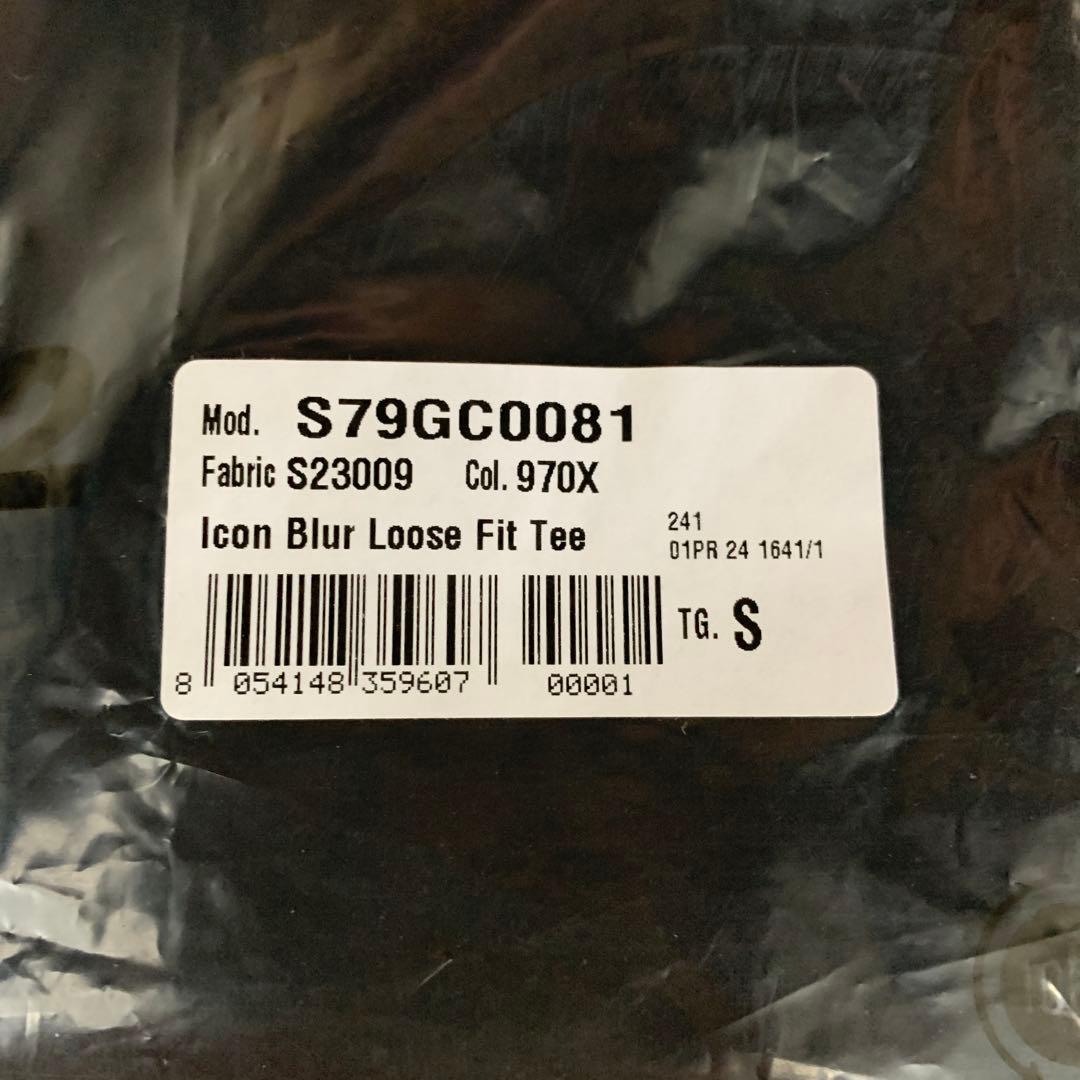 Mod. S79GC0081
Fabric S23009 Col. 970X
Icon Blur Loose Fit Tee
241
01PR 24 1641/1
TG. S
8 054148 359607 00001